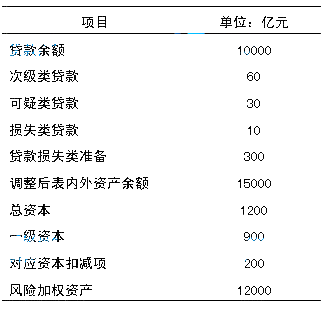 项目 单位：亿元
贷款余额 10000
次级类贷款 60
可疑类贷款 30
损失类贷款 10
贷款损失类准备 300
调整后表内外资产余额 15000
总资本 1200
一级资本 900
对应资本扣减项 200
风险加权资产 12000